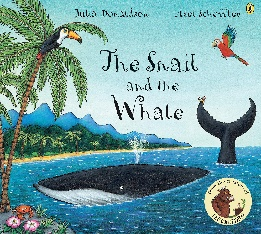 Julia Donaldson Axel Scheffler
The Snail
and the
Whale